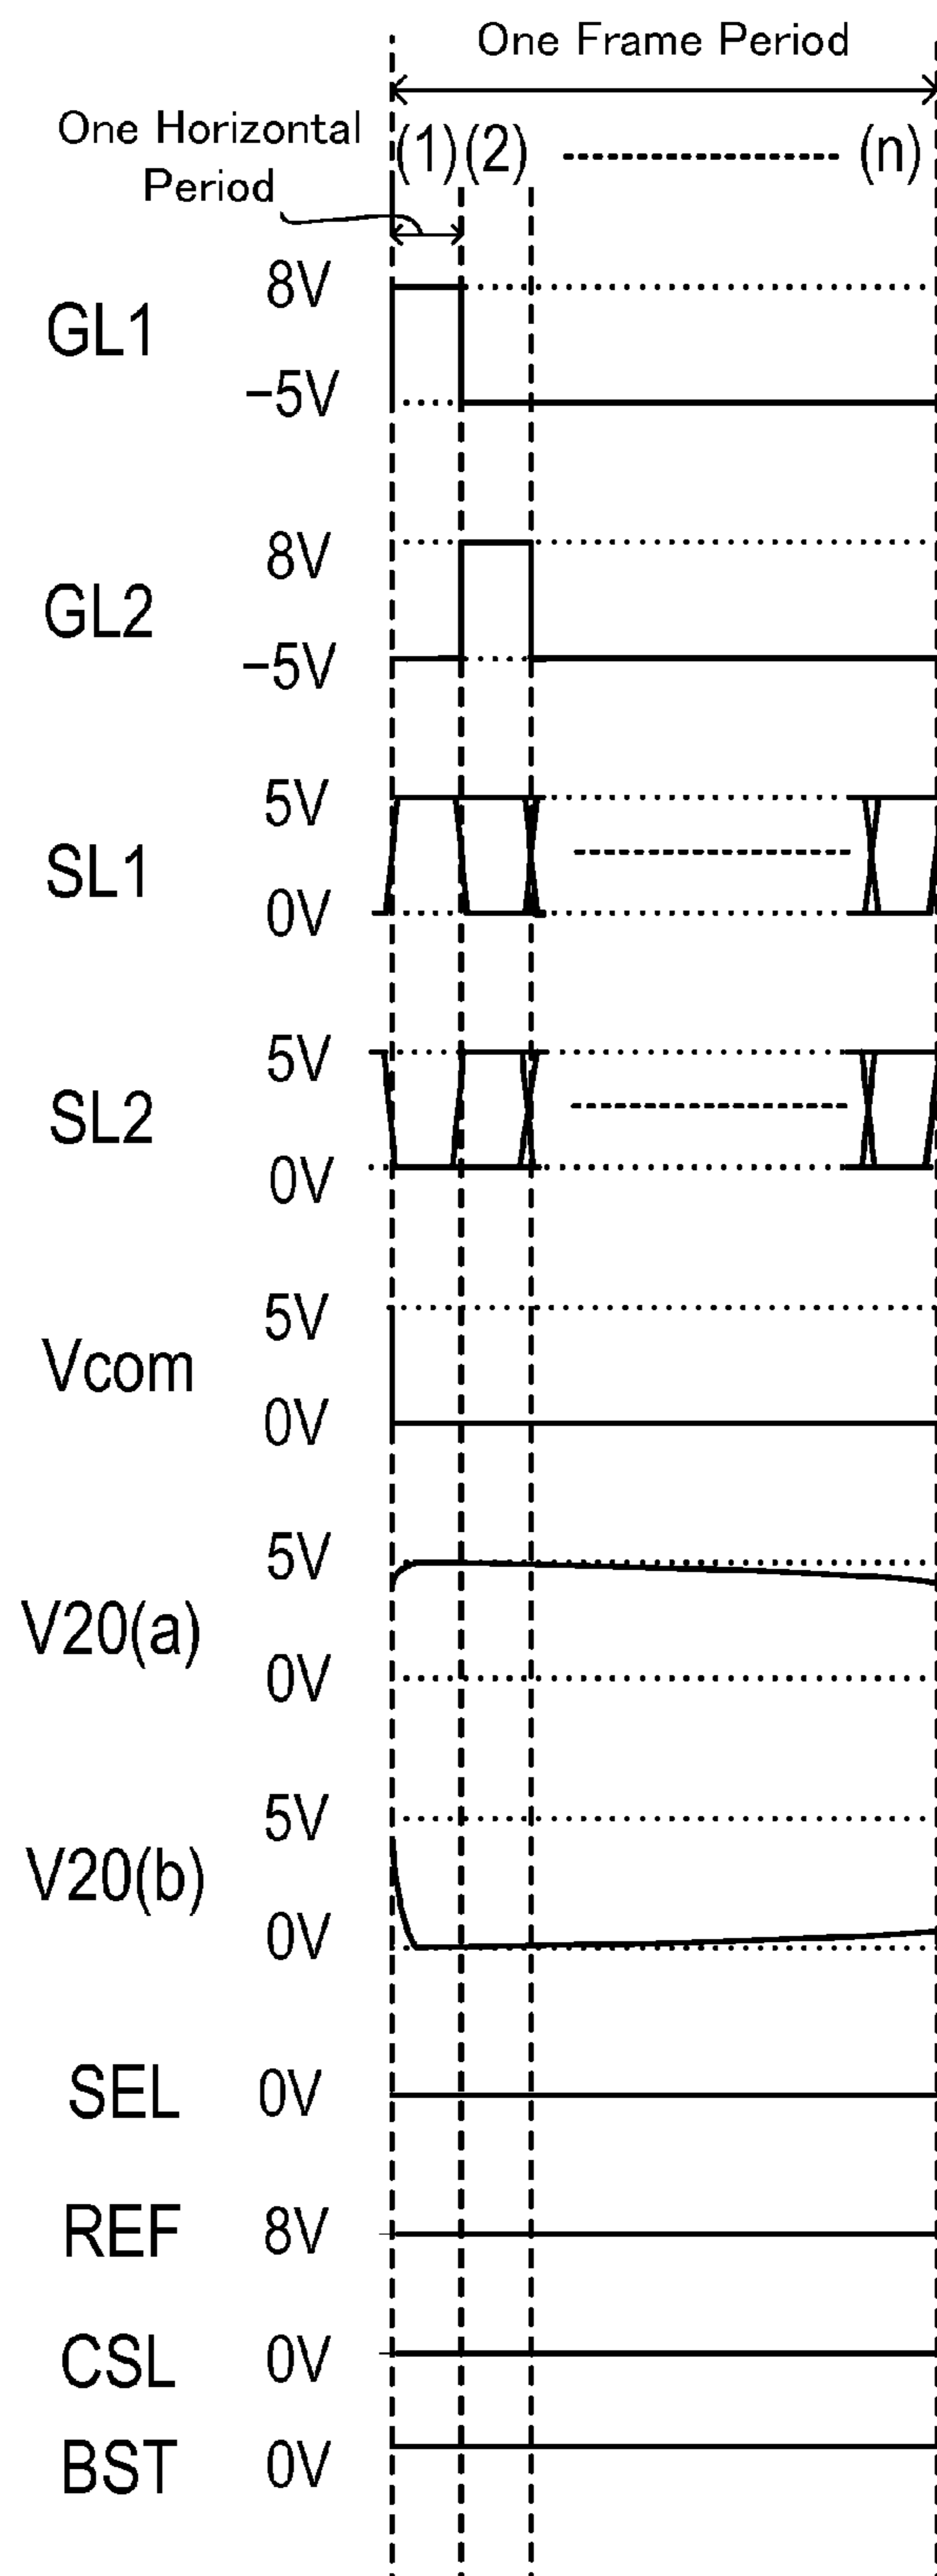 One Frame Period
One Horizontal
Period
(1) (2) (n)
8V
GL1
−5V
8V
GL2
−5V
5V
SL1
0V
5V
SL2
0V
5V
Vcom
0V
5V
V20(a)
0V
5V
V20(b)
0V
SEL 0V
REF 8V
CSL 0V
BST 0V